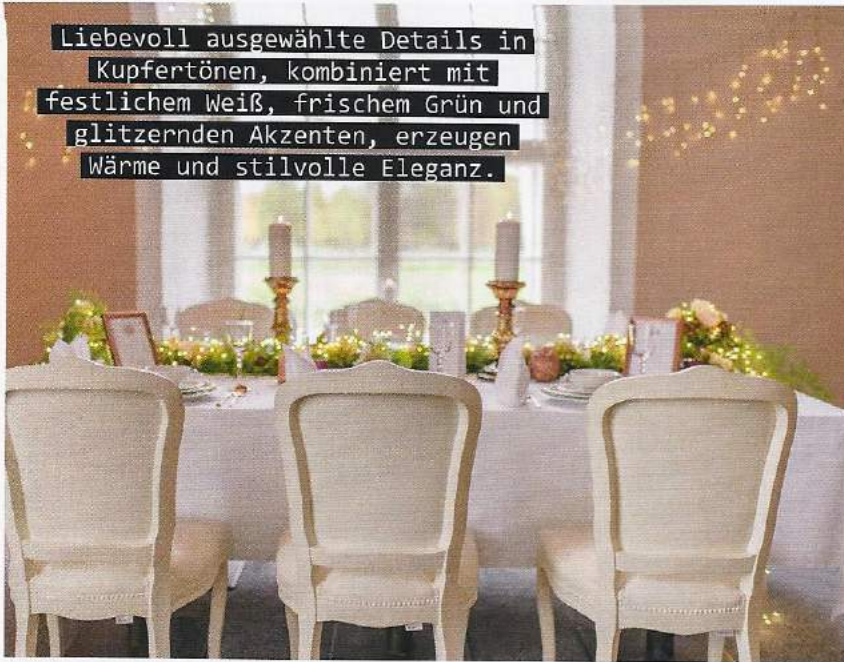 Liebevoll ausgewählte Details in
Kupfertönen, kombiniert mit
festlichem Weiß, frischem Grün und
glitzernden Akzenten, erzeugen
Wärme und stilvolle Eleganz.